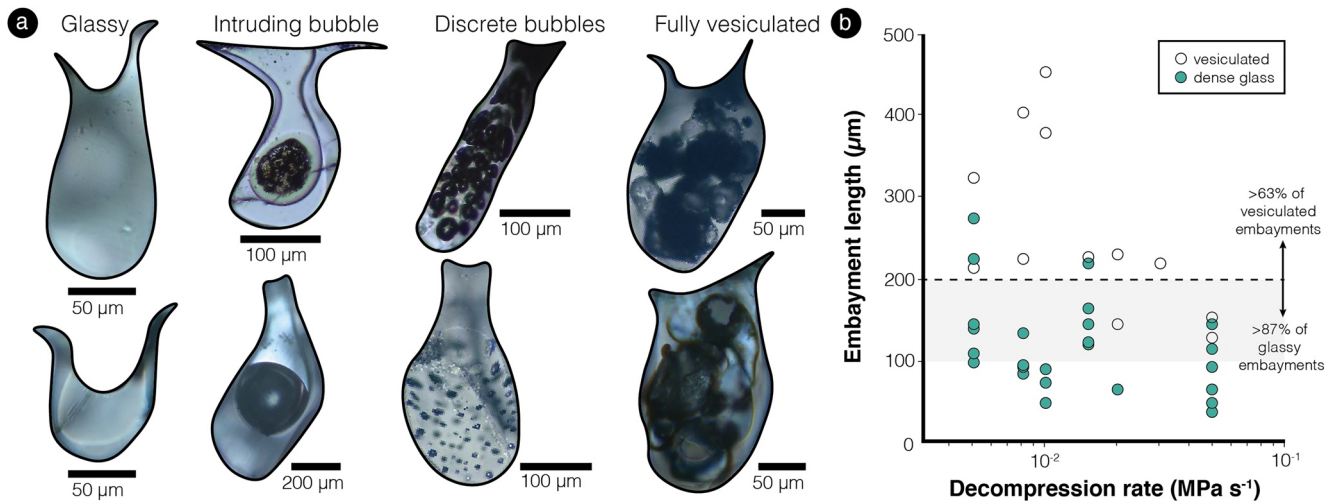 a
Glassy
Intruding bubble
Discrete bubbles
Fully vesiculated
50 µm
100 µm
100 µm
50 µm
50 µm
200 µm
100 µm
50 µm
b
500
400
300
200
100
0
Embayment length (µm)
vesiculated
dense glass
>63% of
vesiculated
embayments
>87% of
glassy
embayments
10-2
10-1
Decompression rate (MPa s-1)